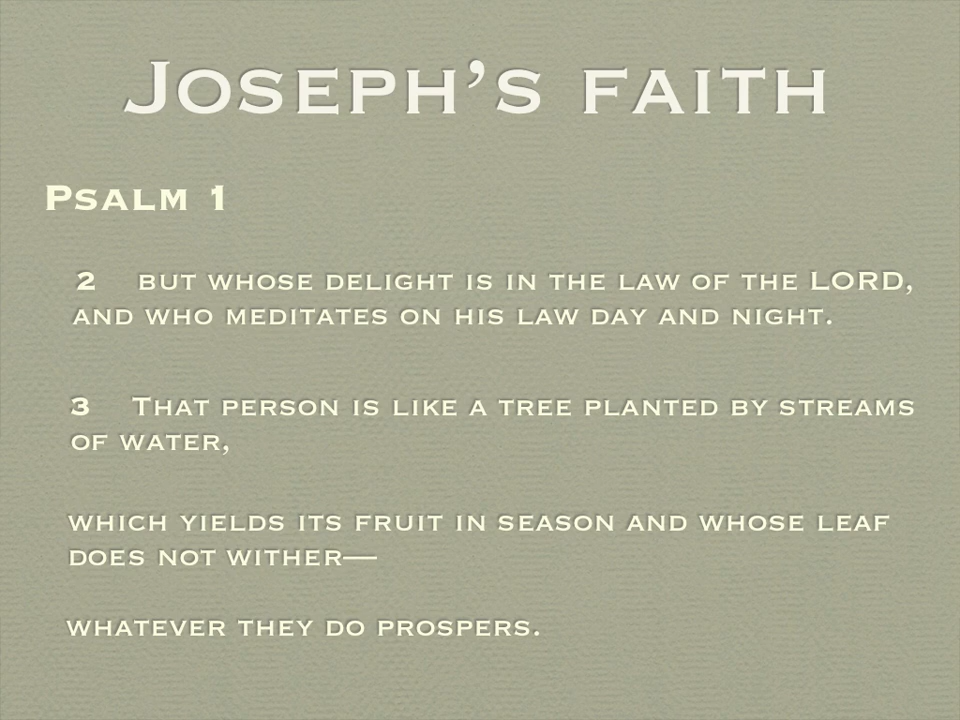 Joseph’s faith
Psalm 1
2 but whose delight is in the law of the LORD,
and who meditates on his law day and night.
3 That person is like a tree planted by streams
of water,
which yields its fruit in season and whose leaf
does not wither—
whatever they do prospers.